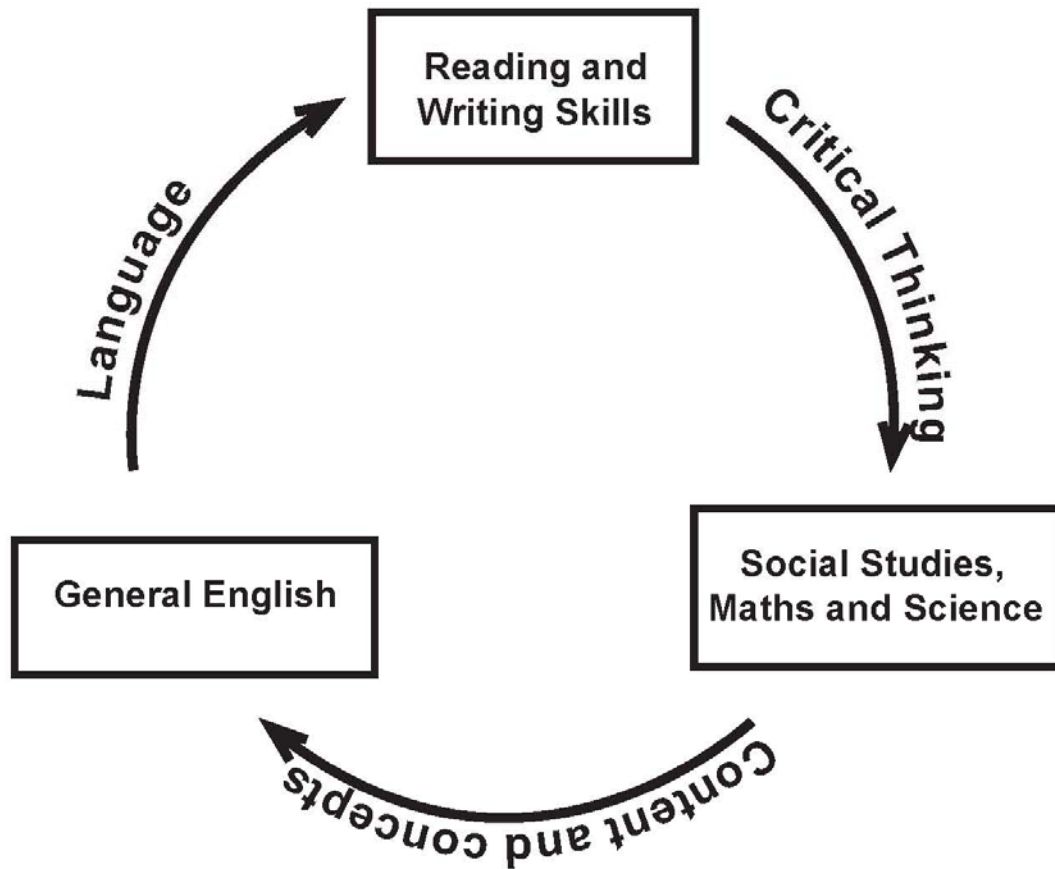 Reading and
Writing Skills
Critical Thinking
Social Studies,
Maths and Science
Content and concepts
General English
Language